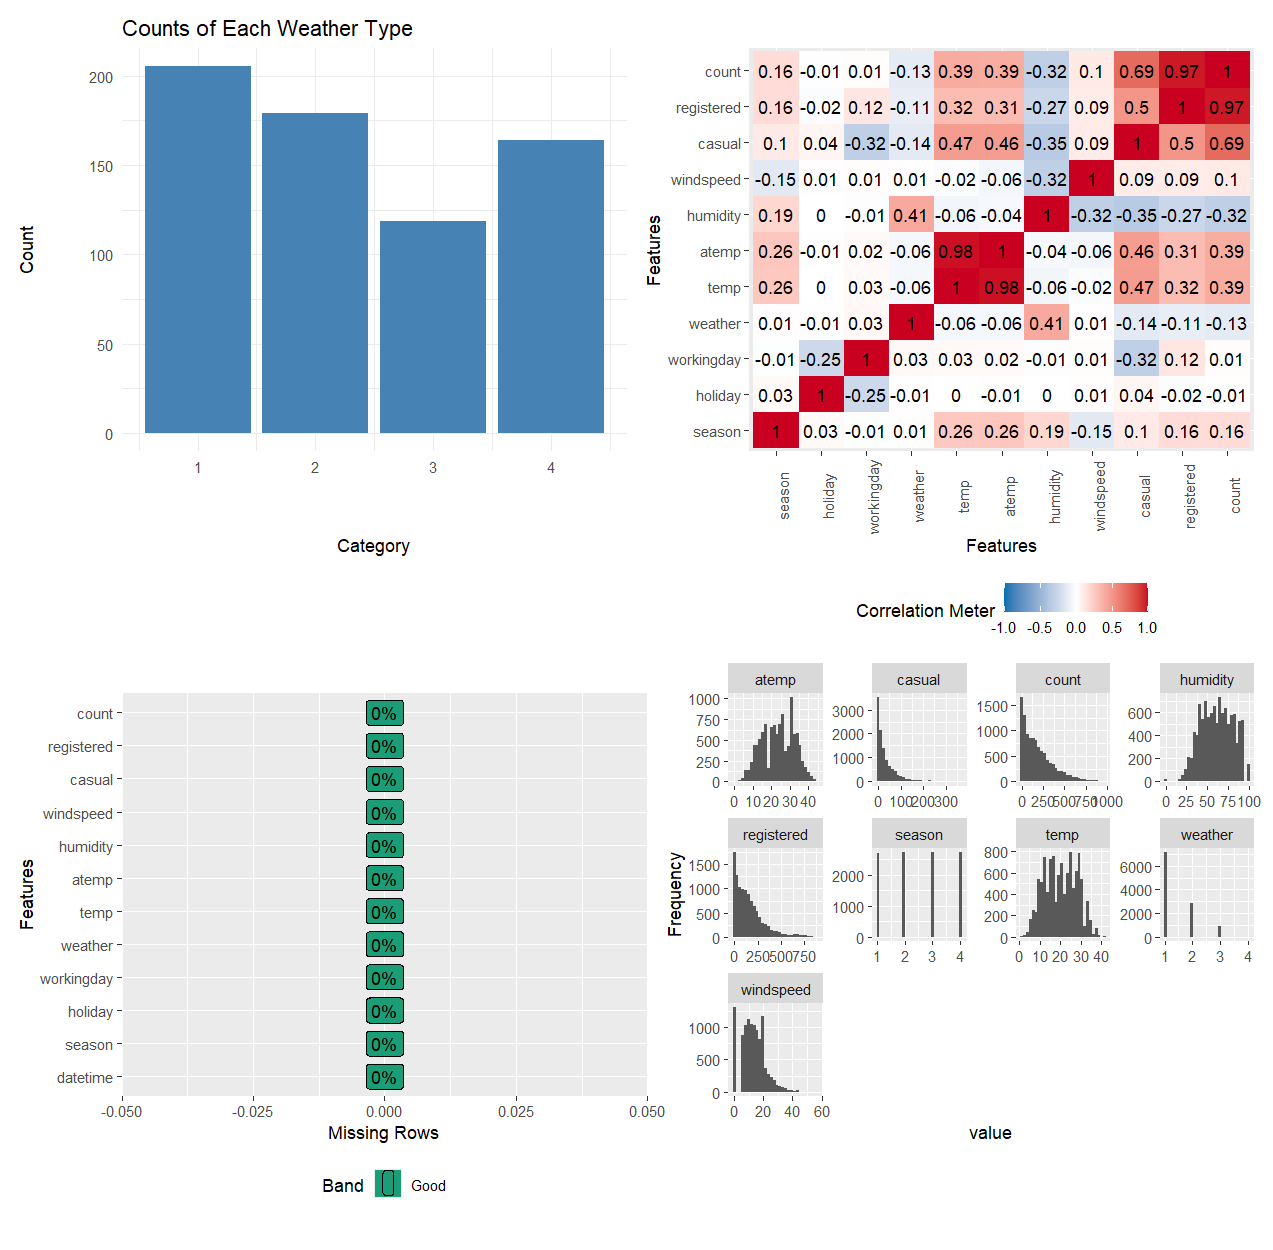 Counts of Each Weather Type
200
150
100
50
0
Count
1 2 3 4
Category
Features
count 0.16 -0.01 0.01 -0.13 0.39 0.39 -0.32 0.1 0.69 0.97 1
registered 0.16 -0.02 0.12 -0.11 0.32 0.31 -0.27 0.09 0.5 1 0.97
casual 0.1 0.04 -0.32 -0.14 0.47 0.46 -0.35 0.09 1 0.5 0.69
windspeed -0.15 0.01 0.01 0.01 -0.02 -0.06 -0.32 1 0.09 0.09 0.1
humidity 0.19 0 -0.01 0.41 -0.06 -0.04 1 -0.32 -0.35 -0.27 -0.32
atemp 0.26 -0.01 0.02 -0.06 0.98 1 -0.04 -0.06 0.46 0.31 0.39
temp 0.26 0 0.03 -0.06 1 0.98 -0.06 -0.02 0.47 0.32 0.39
weather 0.01 -0.01 0.03 1 -0.06 -0.06 0.41 0.01 -0.14 -0.11 -0.13
workingday -0.01 -0.25 1 0.03 0.03 0.02 -0.01 0.01 -0.32 0.12 0.01
holiday 0.03 1 -0.25 -0.01 0 -0.01 0 0.01 0.04 -0.02 -0.01
season 1 0.03 -0.01 0.01 0.26 0.26 0.19 -0.15 0.1 0.16 0.16
season holiday workingday weather temp atemp humidity windspeed casual registered count
Features
Correlation Meter
-1.0 -0.5 0.0 0.5 1.0
Features
count 0%
registered 0%
casual 0%
windspeed 0%
humidity 0%
atemp 0%
temp 0%
weather 0%
workingday 0%
holiday 0%
season 0%
datetime 0%
-0.050 -0.025 0.000 0.025 0.050
Missing Rows
Band Good
Frequency
atemp
1000
750
500
250
0
0 10 20 30 40
casual
3000
2000
1000
0
0 100 200 300
count
1500
1000
500
0
0 250 500 750 1000
humidity
600
400
200
0
0 25 50 75 100
registered
1500
1000
500
0
0 250 500 750
season
2000
1000
0
1 2 3 4
temp
800
600
400
200
0
0 10 20 30 40
weather
6000
4000
2000
0
1 2 3 4
windspeed
1000
500
0
0 20 40 60
value